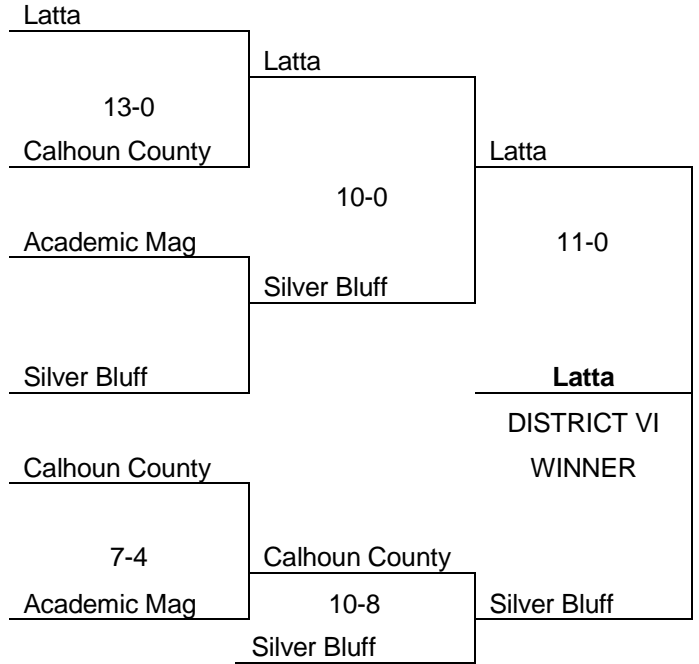 Latta
Latta
13-0
Calhoun County
Latta
10-0
Academic Mag
11-0
Silver Bluff
Silver Bluff
Latta
DISTRICT VI
Calhoun County
WINNER
7-4
Calhoun County
Academic Mag
10-8
Silver Bluff
Silver Bluff